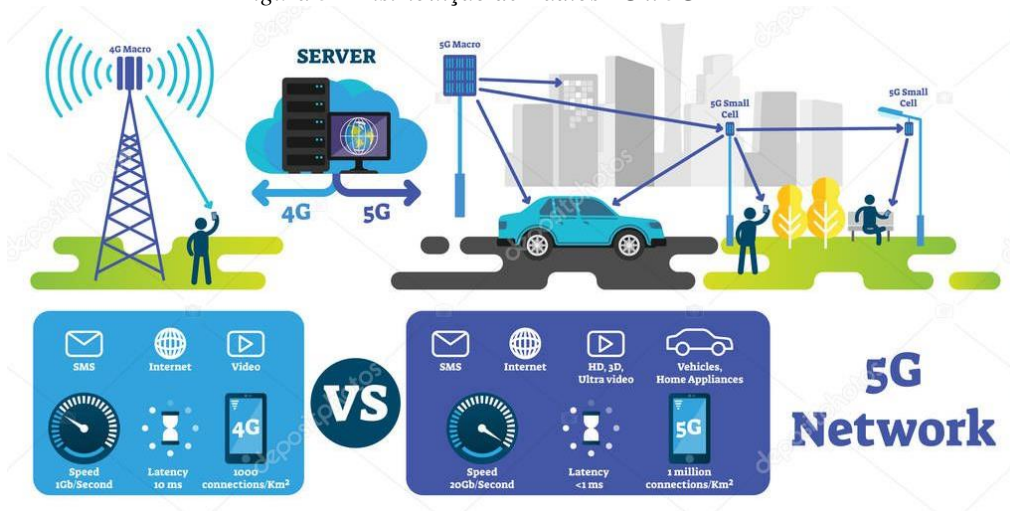 4G Macro
SERVER
4G
5G
5G Macro
5G Small
Cell
5G Small
Cell
SMS
Internet
Video
4G
Speed
1Gb/Second
Latency
10 ms
1000
connections/Km²
VS
SMS
Internet
HD, 3D,
Ultra video
Vehicles,
Home Appliances
5G
Speed
20Gb/Second
Latency
<1 ms
1 million
connections/Km²
5G
Network
depositphotos